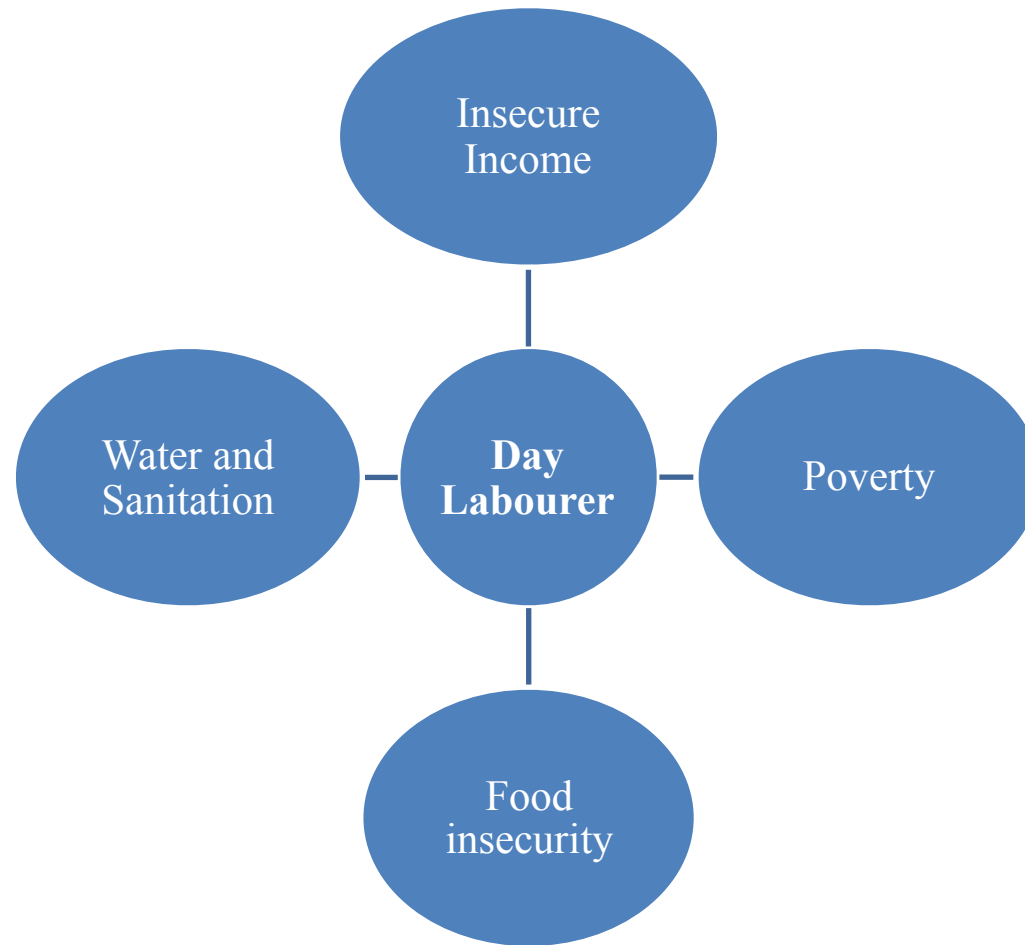 Insecure
Income
Water and
Sanitation
Day
Labourer
Poverty
Food
insecurity